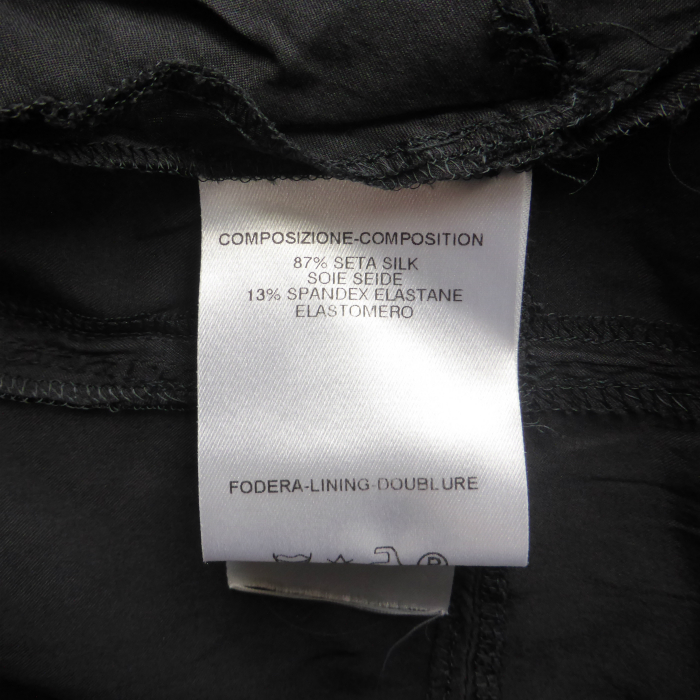 COMPOSIZIONE-COMPOSITION
87% SETA SILK
SOIE SEIDE
13% SPANDEX ELASTANE
ELASTOMERO
FODERA-LINING-DOUBLURE
P